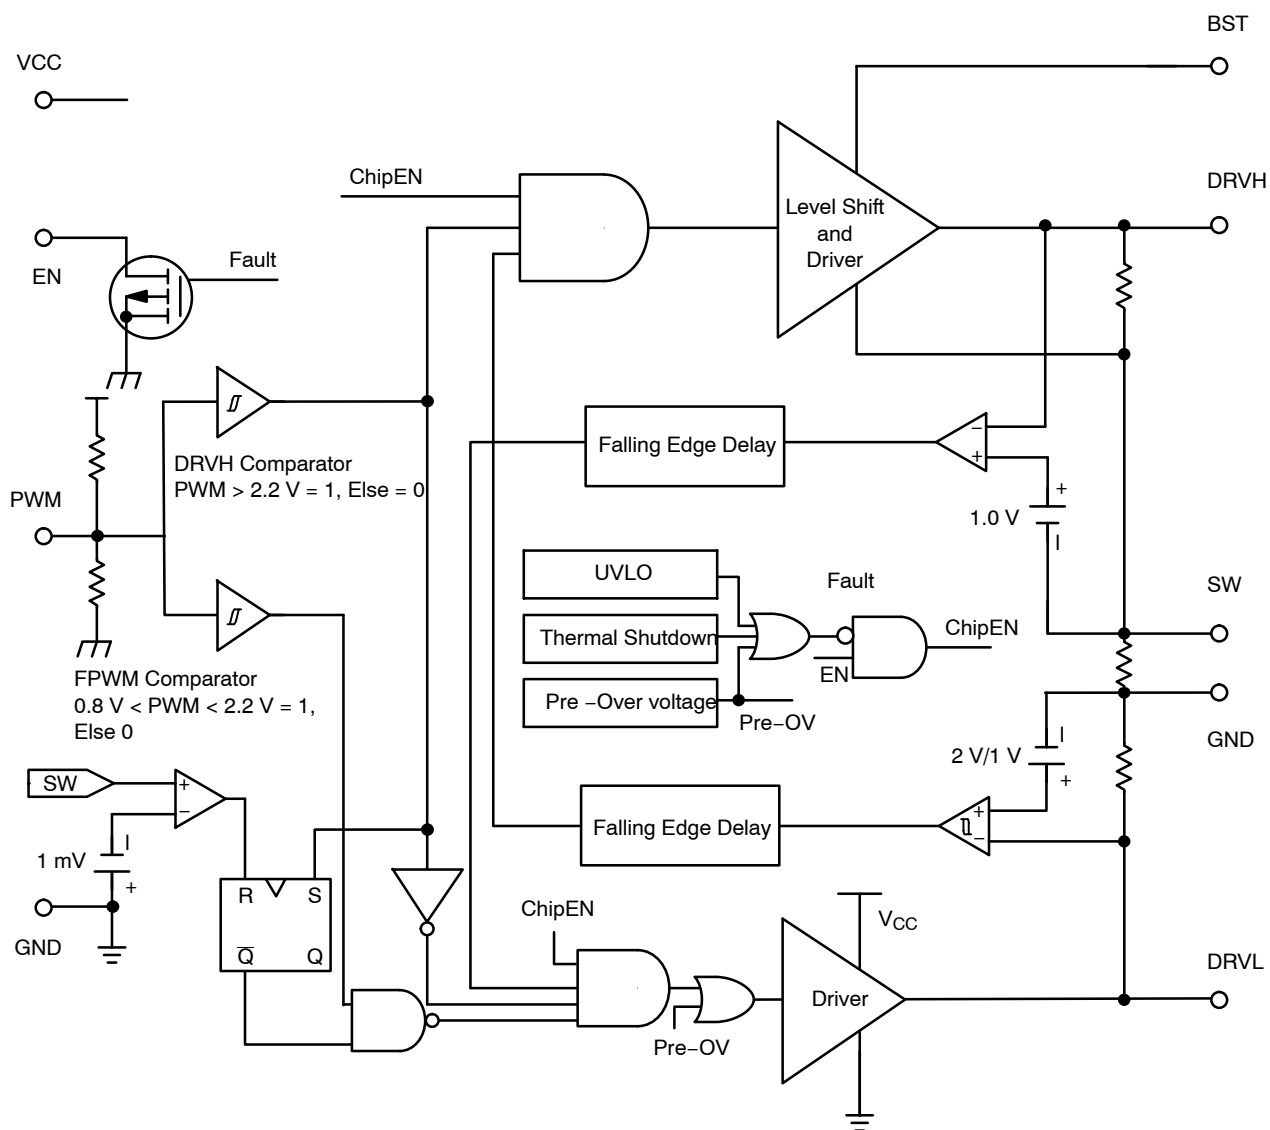 BST
VCC
DRVH
ChipEN
Level Shift
and
Driver
EN
Fault
Falling Edge Delay
−
+
DRVH Comparator
PWM > 2.2 V = 1, Else = 0
PWM
+
1.0 V
UVLO
Fault
SW
Thermal Shutdown
ChipEN
EN
Pre −Over voltage
Pre−OV
FPWM Comparator
0.8 V < PWM < 2.2 V = 1,
Else 0
GND
2 V/1 V
+
SW
+
−
Falling Edge Delay
+
−
1 mV
+
R
S
ChipEN
VCC
GND
Q
Q
DRVL
Driver
Pre−OV